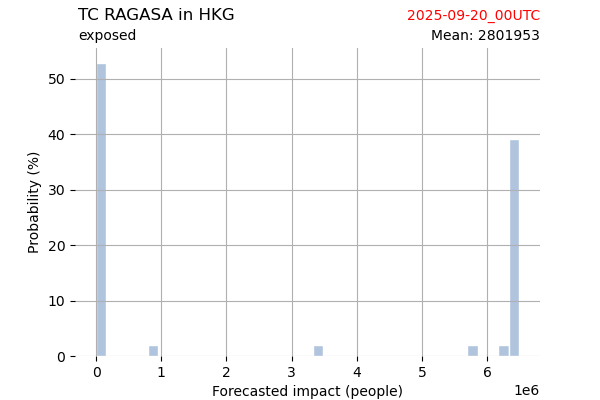 TC RAGASA in HKG
2025-09-20_00UTC
exposed
Mean: 2801953
Probability (%)
50
40
30
20
10
0
0 1 2 3 4 5 6
1e6
Forecasted impact (people)